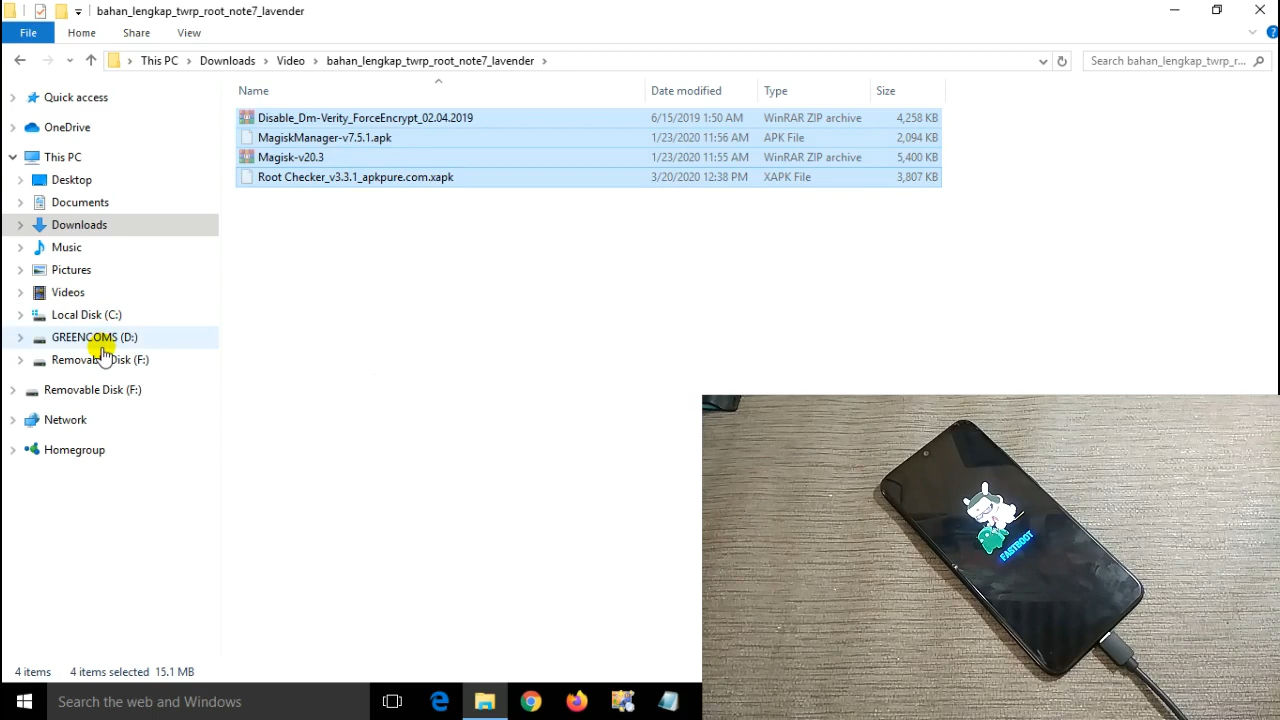 bahan_lengkap_twrp_root_note7_lavender
File Home Share View
This PC Downloads Video bahan_lengkap_twrp_root_note7_lavender
Search bahan_lengkap_twrp_r...
Name Date modified Type Size
Disable_Dm-Verity_ForceEncrypt_02.04.2019 6/15/2019 1:50 AM WinRAR ZIP archive 4,258 KB
MagiskManager-v7.5.1.apk 1/23/2020 11:56 AM APK File 2,094 KB
Magisk-v20.3 1/23/2020 11:55 AM WinRAR ZIP archive 5,400 KB
Root Checker_v3.3.1_apkpure.com.xapk 3/20/2020 12:38 PM XAPK File 3,807 KB
Quick access
OneDrive
This PC
Desktop
Documents
Downloads
Music
Pictures
Videos
Local Disk (C:)
GREENCOMS (D:)
Removable Disk (F:)
Removable Disk (F:)
Network
Homegroup
FASTBOOT
4 items 4 items selected 15.1 MB
Search the web and Windows